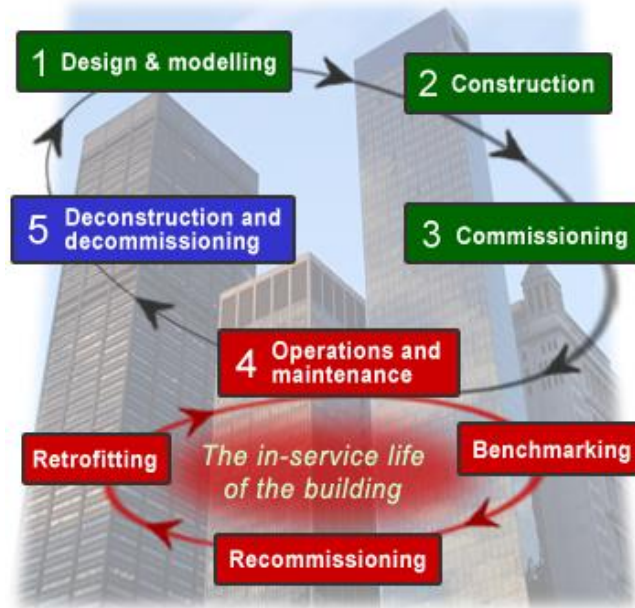 1 Design & modelling
2 Construction
3 Commissioning
5 Deconstruction and
decommissioning
4 Operations and
maintenance
Benchmarking
Retrofitting
The in-service life
of the building
Recommissioning